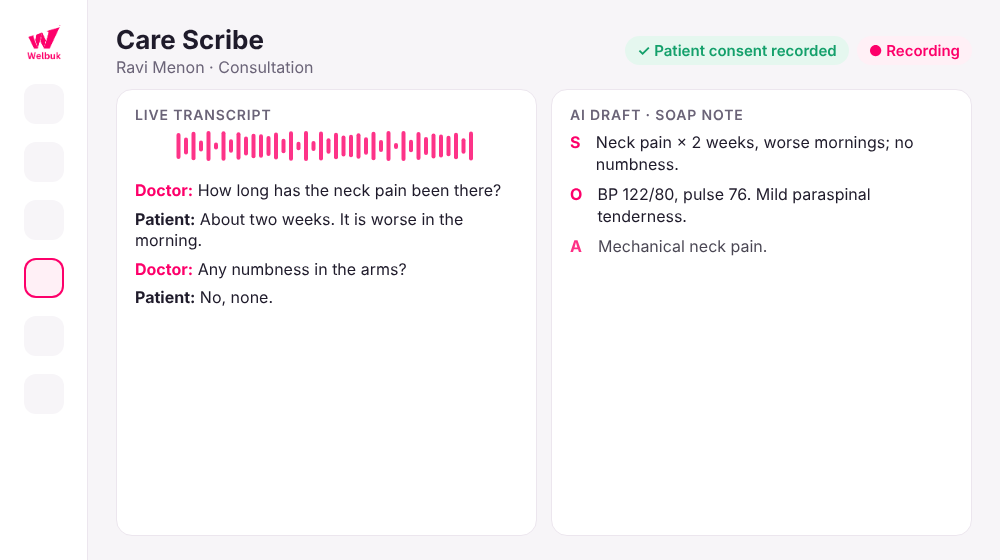 Welbuk
Care Scribe
Ravi Menon · Consultation
✓ Patient consent recorded
Recording
LIVE TRANSCRIPT
Doctor: How long has the neck pain been there?
Patient: About two weeks. It is worse in the
morning.
Doctor: Any numbness in the arms?
Patient: No, none.
AI DRAFT · SOAP NOTE
S Neck pain × 2 weeks, worse mornings; no
numbness.
O BP 122/80, pulse 76. Mild paraspinal
tenderness.
A Mechanical neck pain.